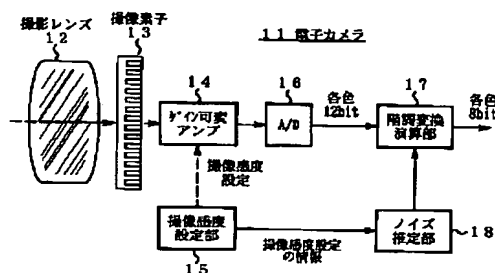 撮影レンズ
12
撮像素子
13
11 電子カメラ
14
ゲイン可変
アンプ
16
A/D
各色
12bit
17
階調変換
演算部
各色
8bit
撮像感度
設定
撮像感度
設定部
15
撮像感度設定
の情報
ノイズ
推定部
18